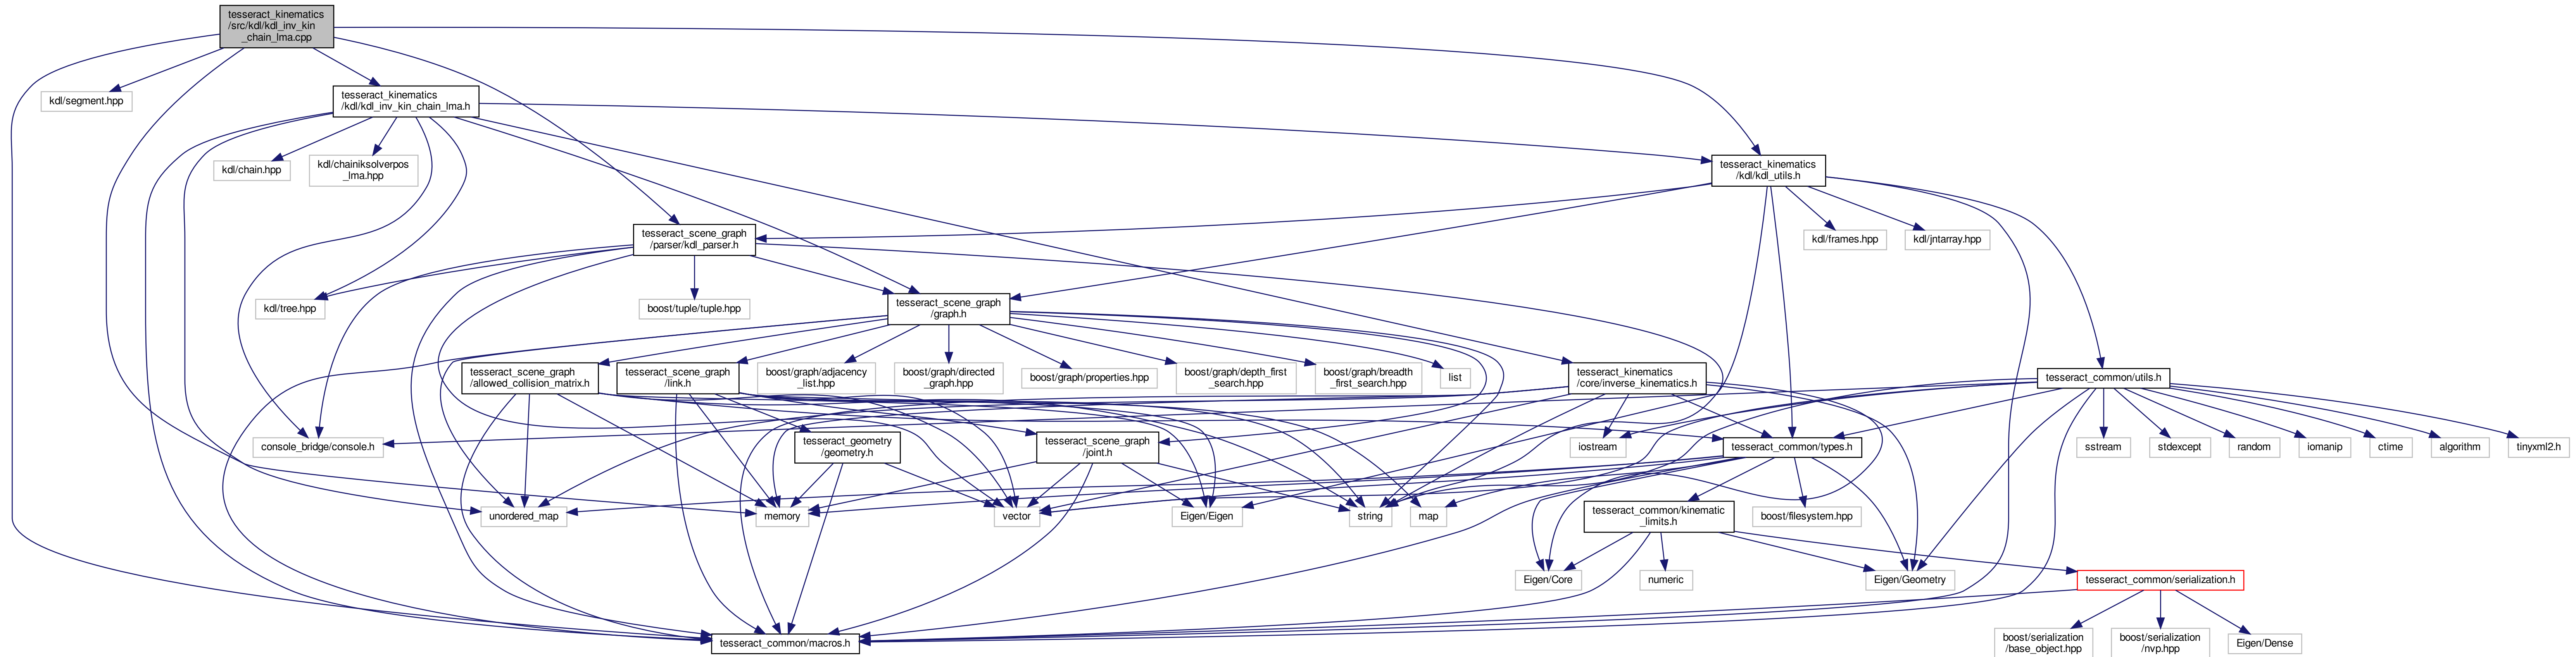 tesseract_kinematics
/src/kdl/kdl_inv_kin
_chain_lma.cpp
kdl/segment.hpp
tesseract_kinematics
/kdl/kdl_inv_kin_chain_lma.h
kdl/chain.hpp
kdl/chainiksolverpos
_lma.hpp
tesseract_kinematics
/kdl/kdl_utils.h
tesseract_scene_graph
/parser/kdl_parser.h
kdl/frames.hpp
kdl/jntarray.hpp
kdl/tree.hpp
boost/tuple/tuple.hpp
tesseract_scene_graph
/graph.h
tesseract_scene_graph
/allowed_collision_matrix.h
tesseract_scene_graph
/link.h
boost/graph/adjacency
_list.hpp
boost/graph/directed
_graph.hpp
boost/graph/properties.hpp
boost/graph/depth_first
_search.hpp
boost/graph/breadth
_first_search.hpp
list
tesseract_kinematics
/core/inverse_kinematics.h
tesseract_common/utils.h
console_bridge/console.h
tesseract_geometry
/geometry.h
tesseract_scene_graph
/joint.h
iostream
tesseract_common/types.h
sstream
stdexcept
random
iomanip
ctime
algorithm
tinyxml2.h
unordered_map
memory
vector
Eigen/Eigen
string
map
tesseract_common/kinematic
_limits.h
boost/filesystem.hpp
Eigen/Core
numeric
Eigen/Geometry
tesseract_common/serialization.h
tesseract_common/macros.h
boost/serialization
/base_object.hpp
boost/serialization
/nvp.hpp
Eigen/Dense